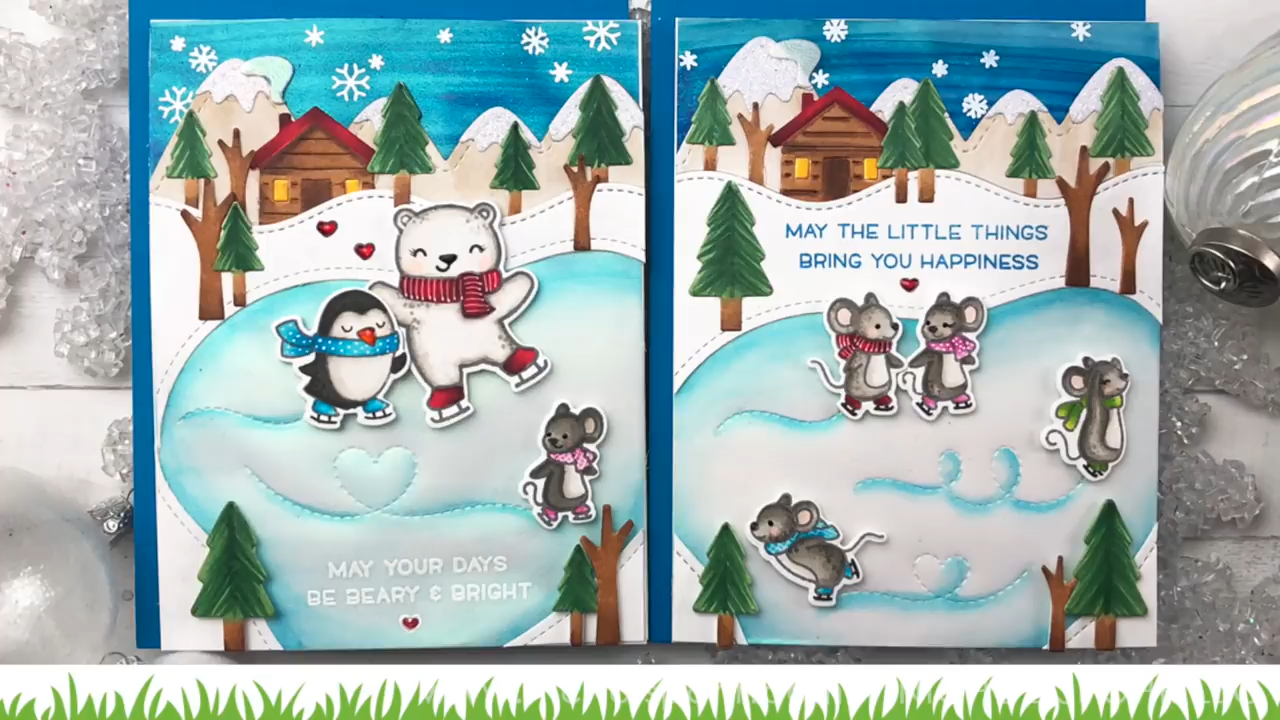 MAY YOUR DAYS
BE BEARY & BRIGHT
MAY THE LITTLE THINGS
BRING YOU HAPPINESS